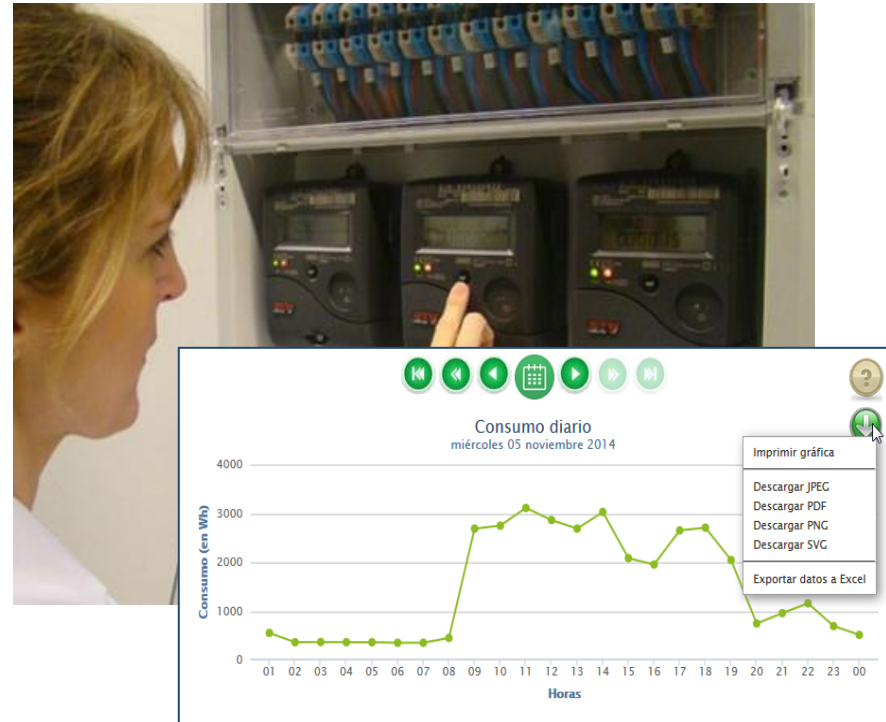 Consumo diario
miércoles 05 noviembre 2014
Imprimir gráfica
Descargar JPEG
Descargar PDF
Descargar PNG
Descargar SVG
Exportar datos a Excel
Consumo (en Wh)
4000
3000
2000
1000
0
01 02 03 04 05 06 07 08 09 10 11 12 13 14 15 16 17 18 19 20 21 22 23 00
Horas